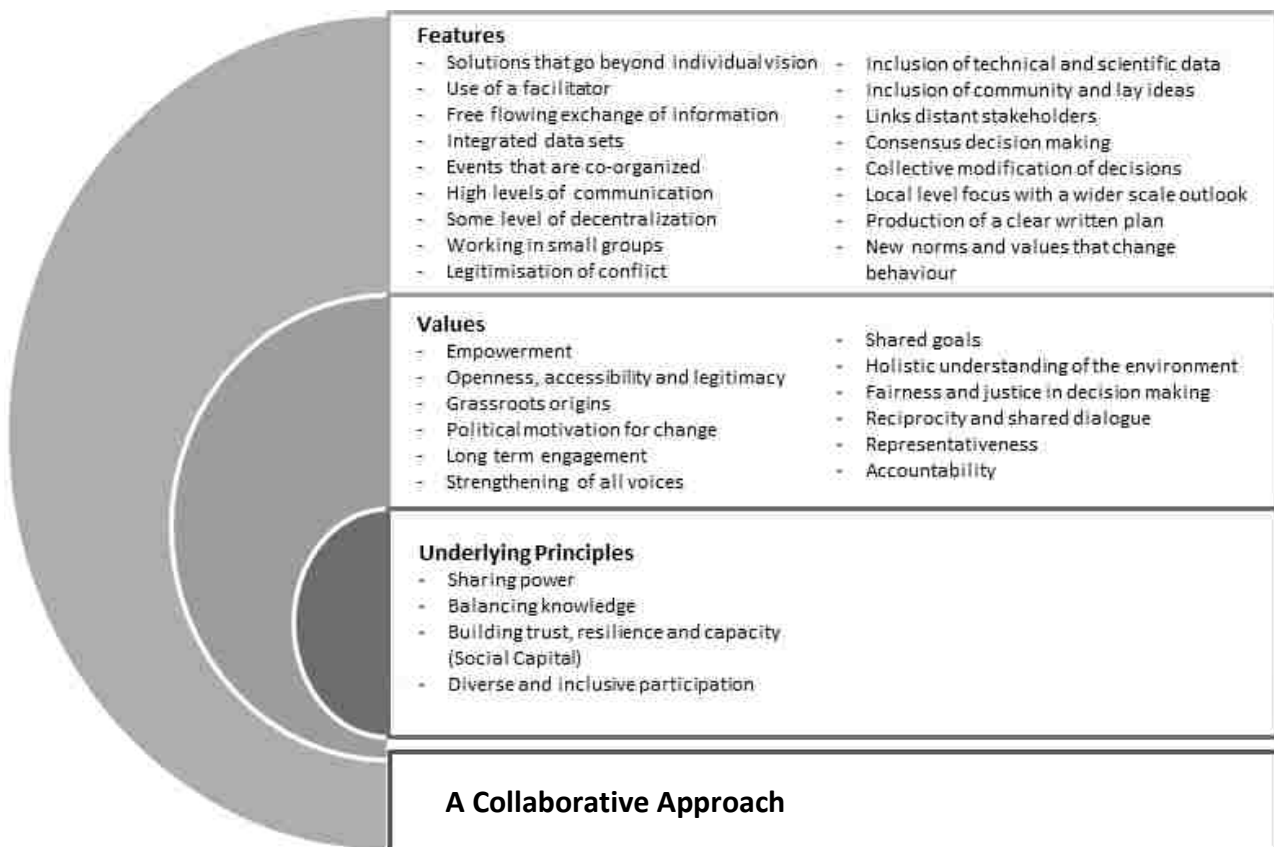 Features
- Solutions that go beyond individual vision
- Use of a facilitator
- Free flowing exchange of information
- Integrated data sets
- Events that are co-organized
- High levels of communication
- Some level of decentralization
- Working in small groups
- Legitimisation of conflict
- Inclusion of technical and scientific data
- Inclusion of community and lay ideas
- Links distant stakeholders
- Consensus decision making
- Collective modification of decisions
- Local level focus with a wider scale outlook
- Production of a clear written plan
- New norms and values that change
behaviour
Values
- Empowerment
- Openness, accessibility and legitimacy
- Grassroots origins
- Political motivation for change
- Long term engagement
- Strengthening of all voices
- Shared goals
- Holistic understanding of the environment
- Fairness and justice in decision making
- Reciprocity and shared dialogue
- Representativeness
- Accountability
Underlying Principles
- Sharing power
- Balancing knowledge
- Building trust, resilience and capacity
(Social Capital)
- Diverse and inclusive participation
A Collaborative Approach